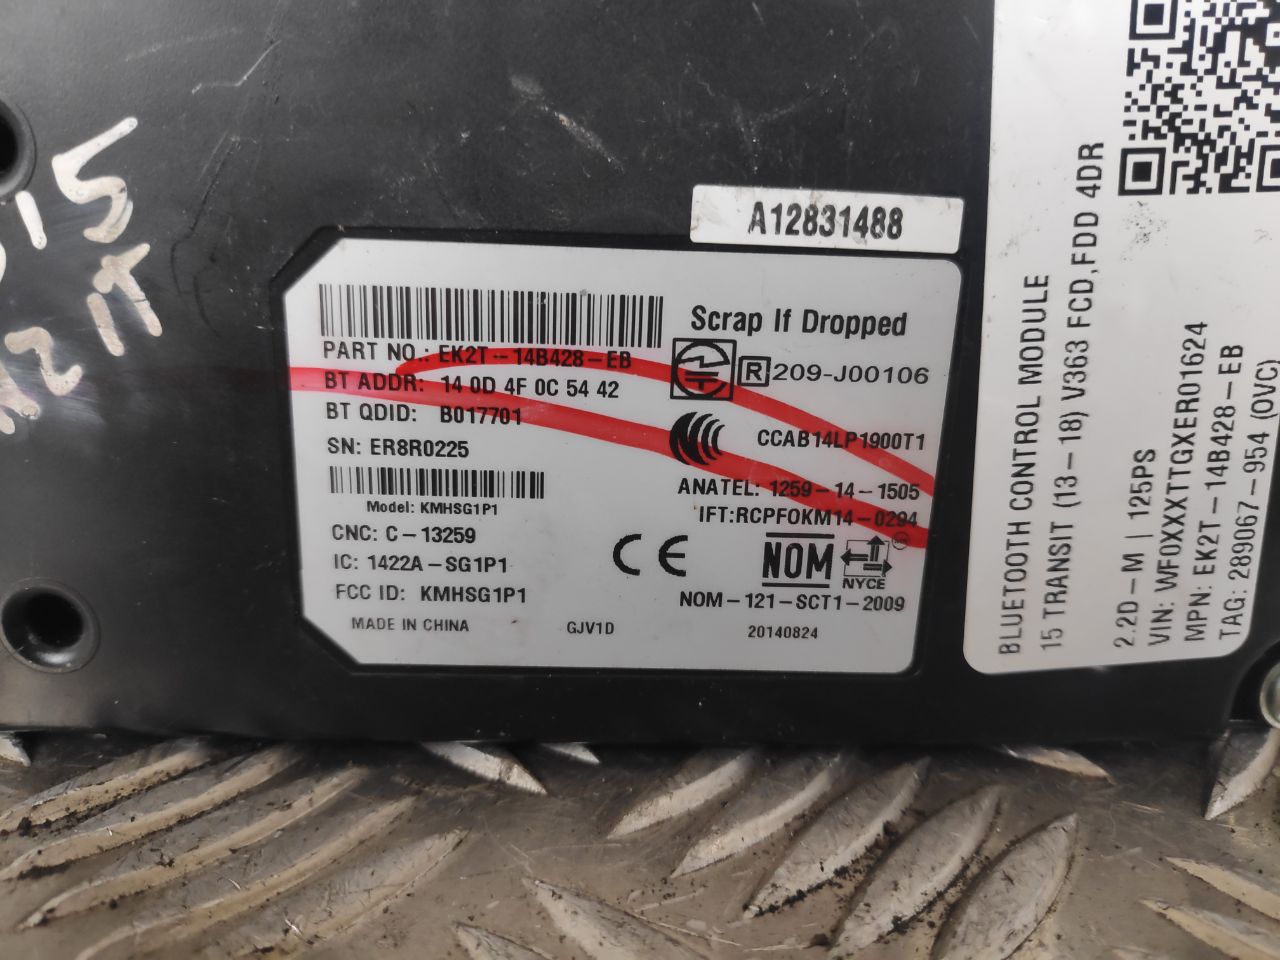 A12831488
Scrap If Dropped
PART NO.: EK2T-14B428-EB
BT ADDR: 14 0D 4F 0C 54 42
R 209-J00106
BT QDID: B017701
CCAB14LP1900T1
SN: ER8R0225
ANATEL: 1259-14-1505
Model: KMHSG1P1
IFT:RCPFOKM14-0294
CNC: C-13259
IC: 1422A-SG1P1
CE
NOM
NYCE
FCC ID: KMHSG1P1
NOM-121-SCT1-2009
MADE IN CHINA
GJV1D
20140824
BLUETOOTH CONTROL MODULE
15 TRANSIT (13-18) V363 FCD,FDD 4DR
2.2D-M | 125PS
VIN: WF0XXXTTGXER01624
MPN: EK2T-14B428-EB
TAG: 2889067-954 (OVC)